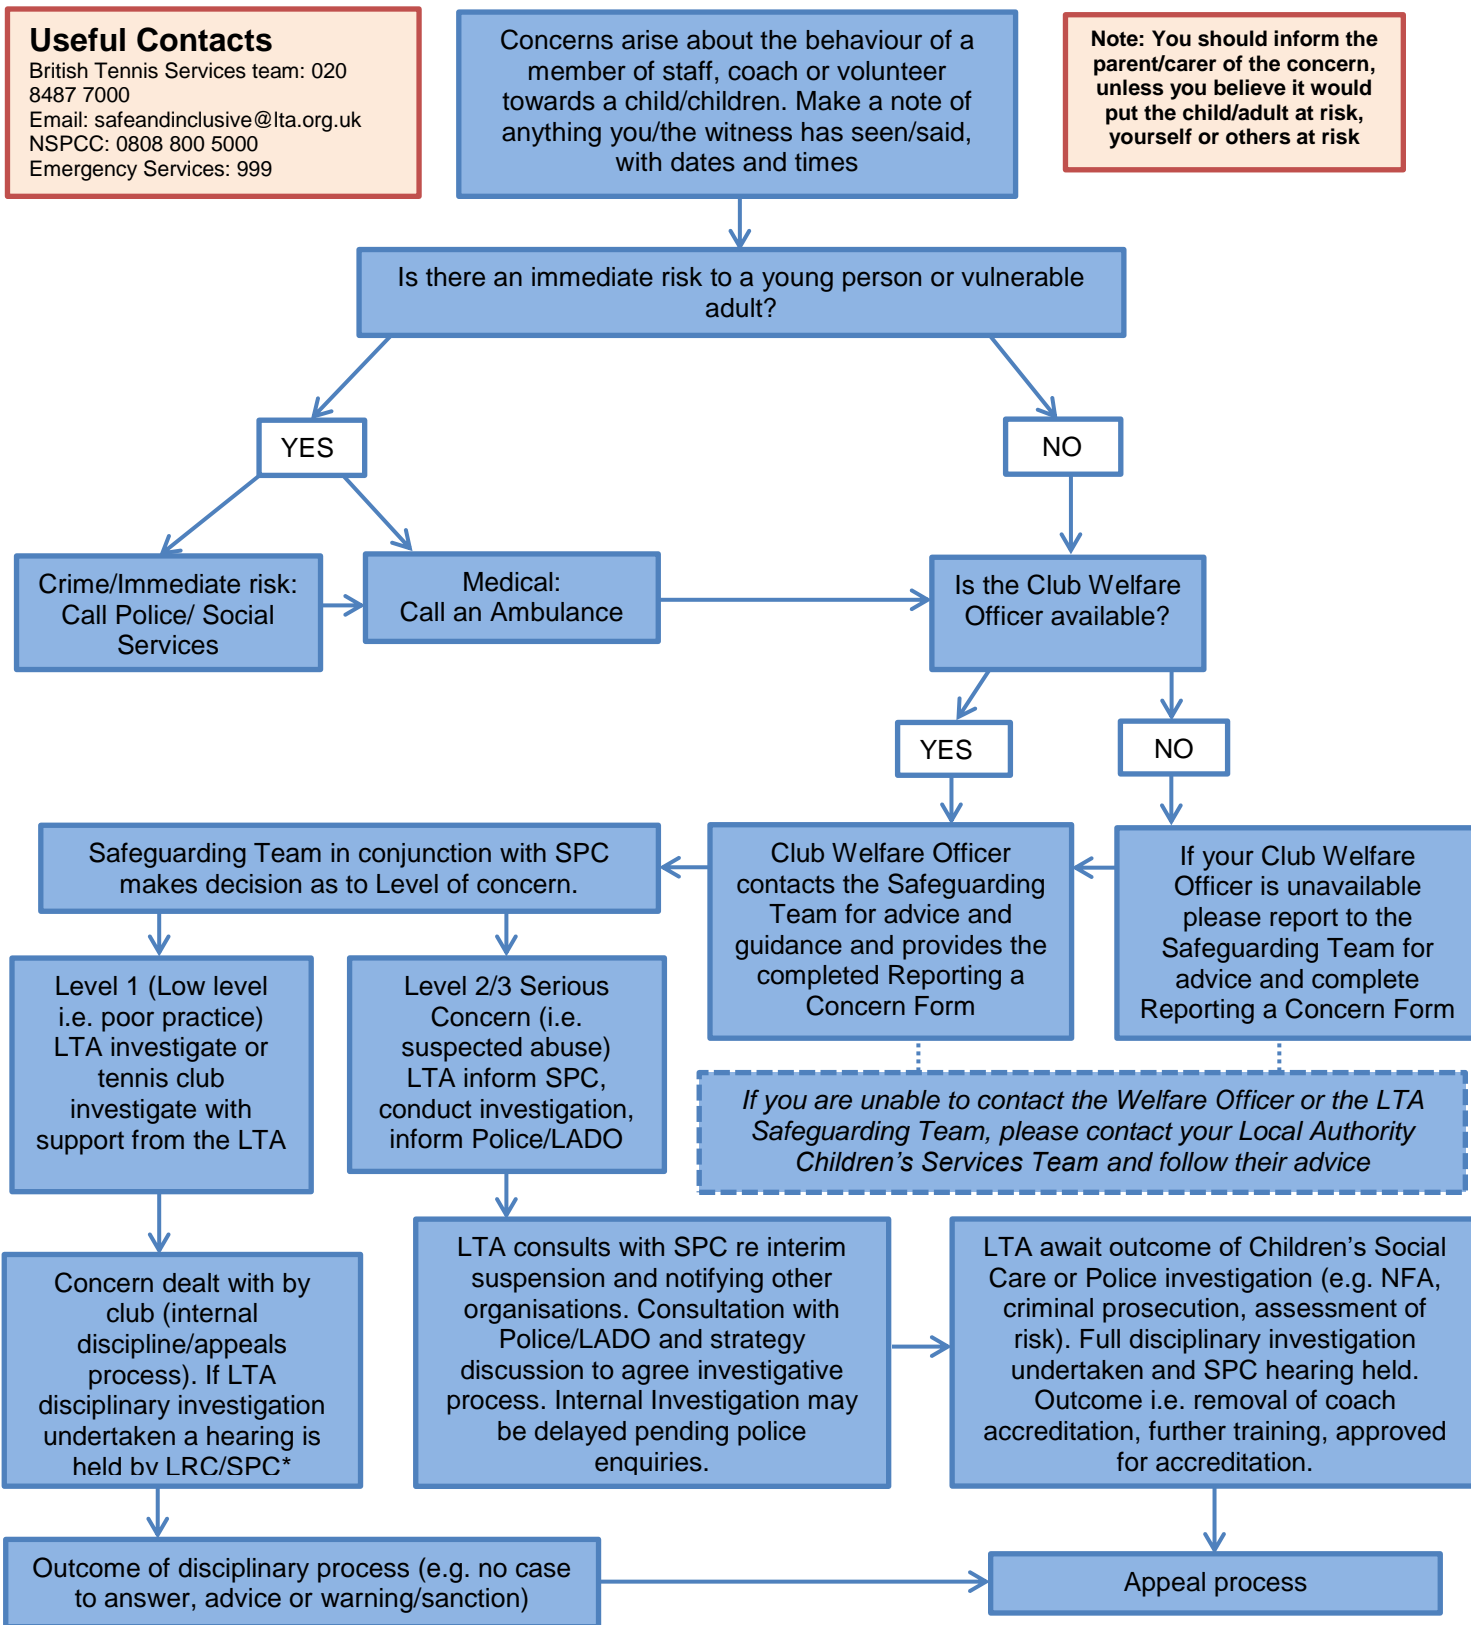 Useful Contacts
British Tennis Services team: 020
8487 7000
Email: safeandinclusive@lta.org.uk
NSPCC: 0808 800 5000
Emergency Services: 999
Concerns arise about the behaviour of a
member of staff, coach or volunteer
towards a child/children. Make a note of
anything you/the witness has seen/said,
with dates and times
Note: You should inform the
parent/carer of the concern,
unless you believe it would
put the child/adult at risk,
yourself or others at risk
Is there an immediate risk to a young person or vulnerable
adult?
YES
NO
Crime/Immediate risk:
Call Police/ Social
Services
Medical:
Call an Ambulance
Is the Club Welfare
Officer available?
YES
NO
Safeguarding Team in conjunction with SPC
makes decision as to Level of concern.
Club Welfare Officer
contacts the Safeguarding
Team for advice and
guidance and provides the
completed Reporting a
Concern Form
If your Club Welfare
Officer is unavailable
please report to the
Safeguarding Team for
advice and complete
Reporting a Concern Form
Level 1 (Low level
i.e. poor practice)
LTA investigate or
tennis club
investigate with
support from the LTA
Level 2/3 Serious
Concern (i.e.
suspected abuse)
LTA inform SPC,
conduct investigation,
inform Police/LADO
If you are unable to contact the Welfare Officer or the LTA
Safeguarding Team, please contact your Local Authority
Children’s Services Team and follow their advice
Concern dealt with by
club (internal
discipline/appeals
process). If LTA
disciplinary investigation
undertaken a hearing is
held by LRC/SPC*
LTA consults with SPC re interim
suspension and notifying other
organisations. Consultation with
Police/LADO and strategy
discussion to agree investigative
process. Internal Investigation may
be delayed pending police
enquiries.
LTA await outcome of Children’s Social
Care or Police investigation (e.g. NFA,
criminal prosecution, assessment of
risk). Full disciplinary investigation
undertaken and SPC hearing held.
Outcome i.e. removal of coach
accreditation, further training, approved
for accreditation.
Outcome of disciplinary process (e.g. no case
to answer, advice or warning/sanction)
Appeal process